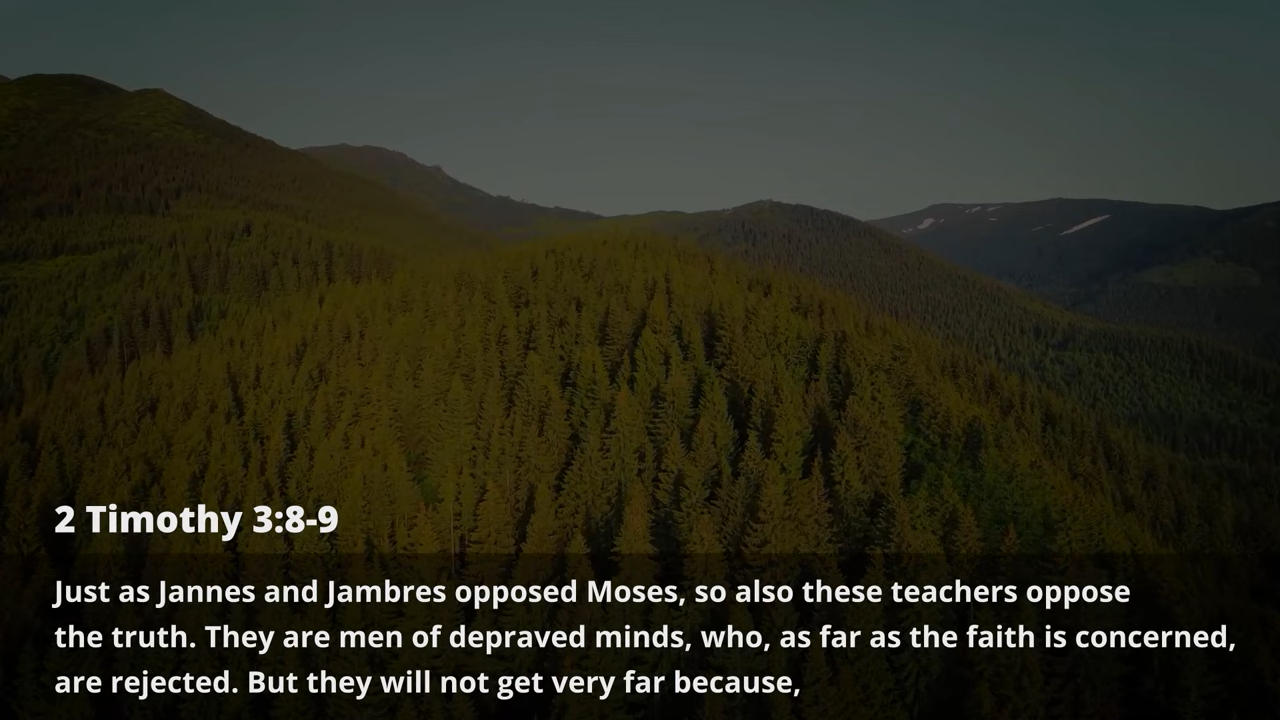 2 Timothy 3:8-9
Just as Jannes and Jambres opposed Moses, so also these teachers oppose
the truth. They are men of depraved minds, who, as far as the faith is concerned,
are rejected. But they will not get very far because,